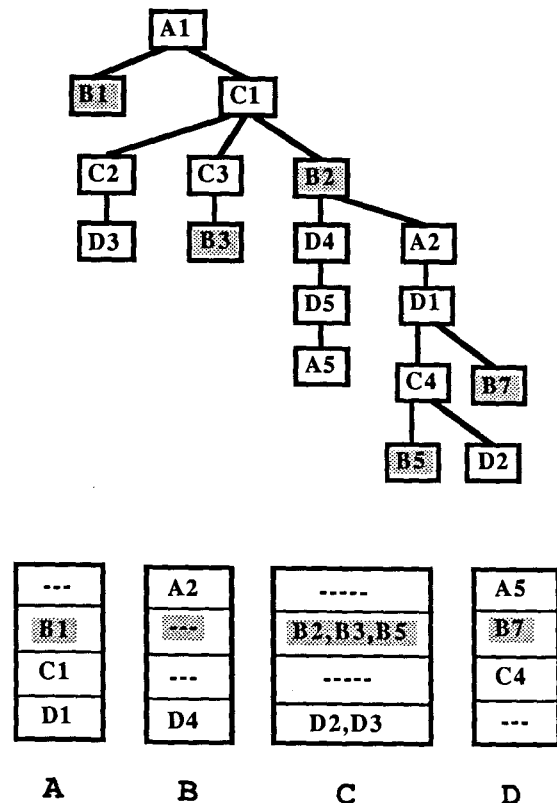 A1
B1 C1
C2 C3 B2
D3 B3 D4 A2
D5 D1
A5 C4 B7
B5 D2
--- A2 ----- A5
B1 --- B2,B3,B5 B7
C1 --- ----- C4
D1 D4 D2,D3 ---
A B C D